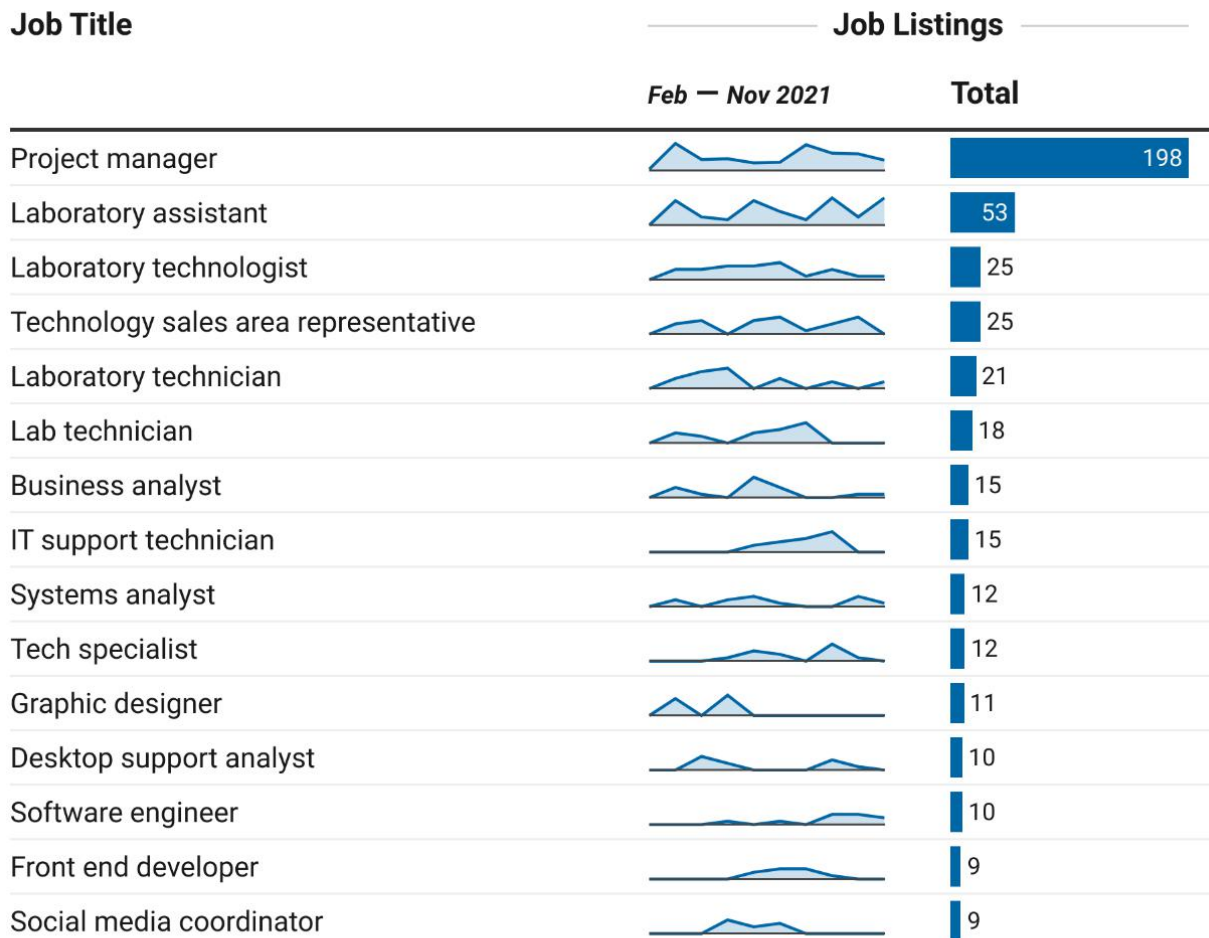 Job Title Job Listings
Feb — Nov 2021 Total
Project manager 198
Laboratory assistant 53
Laboratory technologist 25
Technology sales area representative 25
Laboratory technician 21
Lab technician 18
Business analyst 15
IT support technician 15
Systems analyst 12
Tech specialist 12
Graphic designer 11
Desktop support analyst 10
Software engineer 10
Front end developer 9
Social media coordinator 9